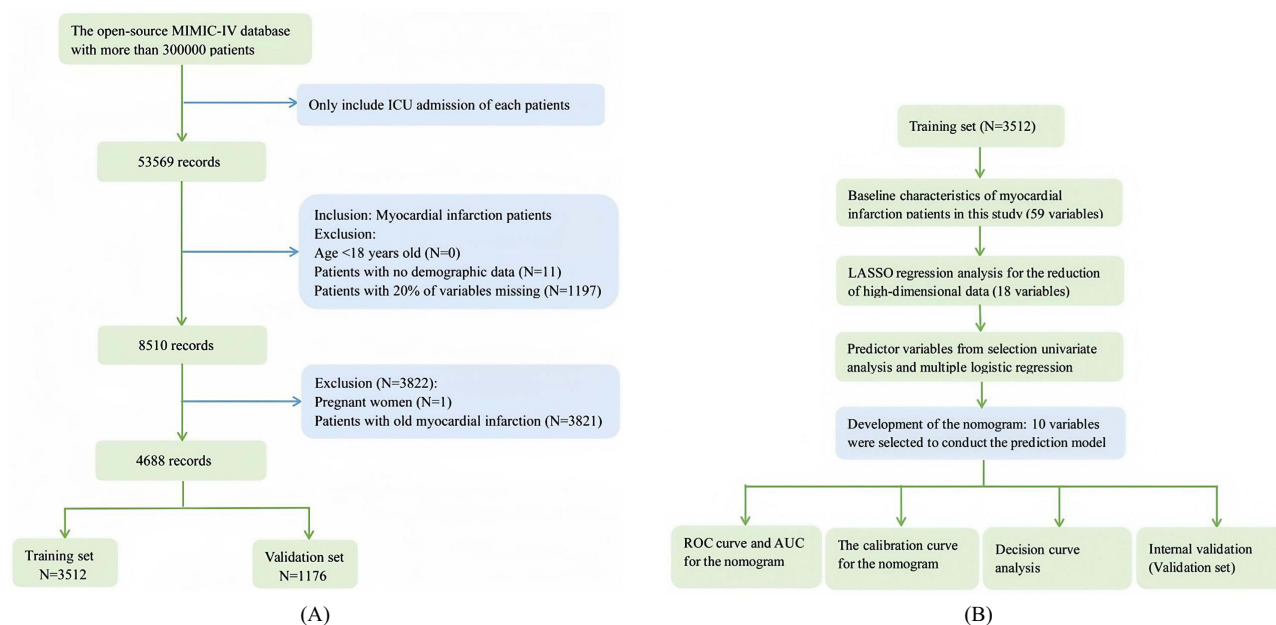 The open-source MIMIC-IV database
with more than 300000 patients
Only include ICU admission of each patients
53569 records
Inclusion: Myocardial infarction patients
Exclusion:
Age <18 years old (N=0)
Patients with no demographic data (N=11)
Patients with 20% of variables missing (N=1197)
8510 records
Exclusion (N=3822):
Pregnant women (N=1)
Patients with old myocardial infarction (N=3821)
4688 records
Training set
N=3512
Validation set
N=1176
(A)
Training set (N=3512)
Baseline characteristics of myocardial
infarction patients in this study (59 variables)
LASSO regression analysis for the reduction
of high-dimensional data (18 variables)
Predictor variables from selection univariate
analysis and multiple logistic regression
Development of the nomogram: 10 variables
were selected to conduct the prediction model
ROC curve and AUC
for the nomogram
The calibration curve
for the nomogram
Decision curve
analysis
Internal validation
(Validation set)
(B)